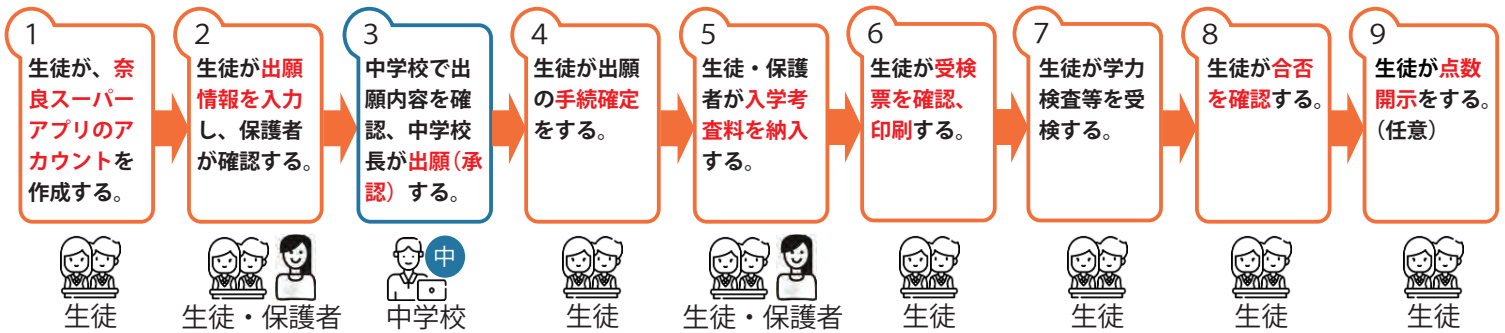 1
生徒が、奈
良スーパー
アプリのア
カウントを
作成する。
2
生徒が出願
情報を入力
し、保護者
が確認する。
3
中学校で出
願内容を確
認、中学校
長が出願（承
認）する。
4
生徒が出願
の手続確定
をする。
5
生徒・保護
者が入学考
査料を納入
する。
6
生徒が受検
票を確認、
印刷する。
7
生徒が学力
検査等を受
検する。
8
生徒が合否
を確認する。
9
生徒が点数
開示をする。
（任意）
生徒
生徒・保護者
中
中学校
生徒
生徒・保護者
生徒
生徒
生徒
生徒